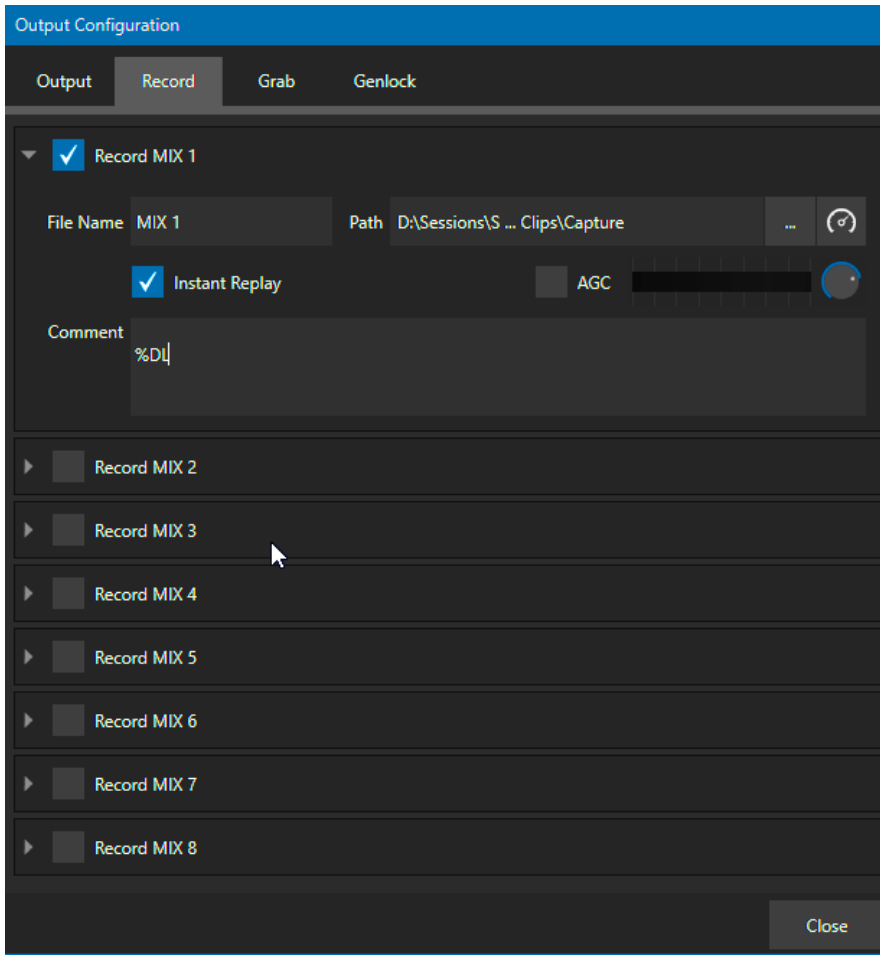 Output Configuration
Output Record Grab Genlock
Record MIX 1
File Name MIX 1 Path D:\Sessions\S ... Clips\Capture ...
Instant Replay AGC
Comment
%DL
Record MIX 2
Record MIX 3
Record MIX 4
Record MIX 5
Record MIX 6
Record MIX 7
Record MIX 8
Close